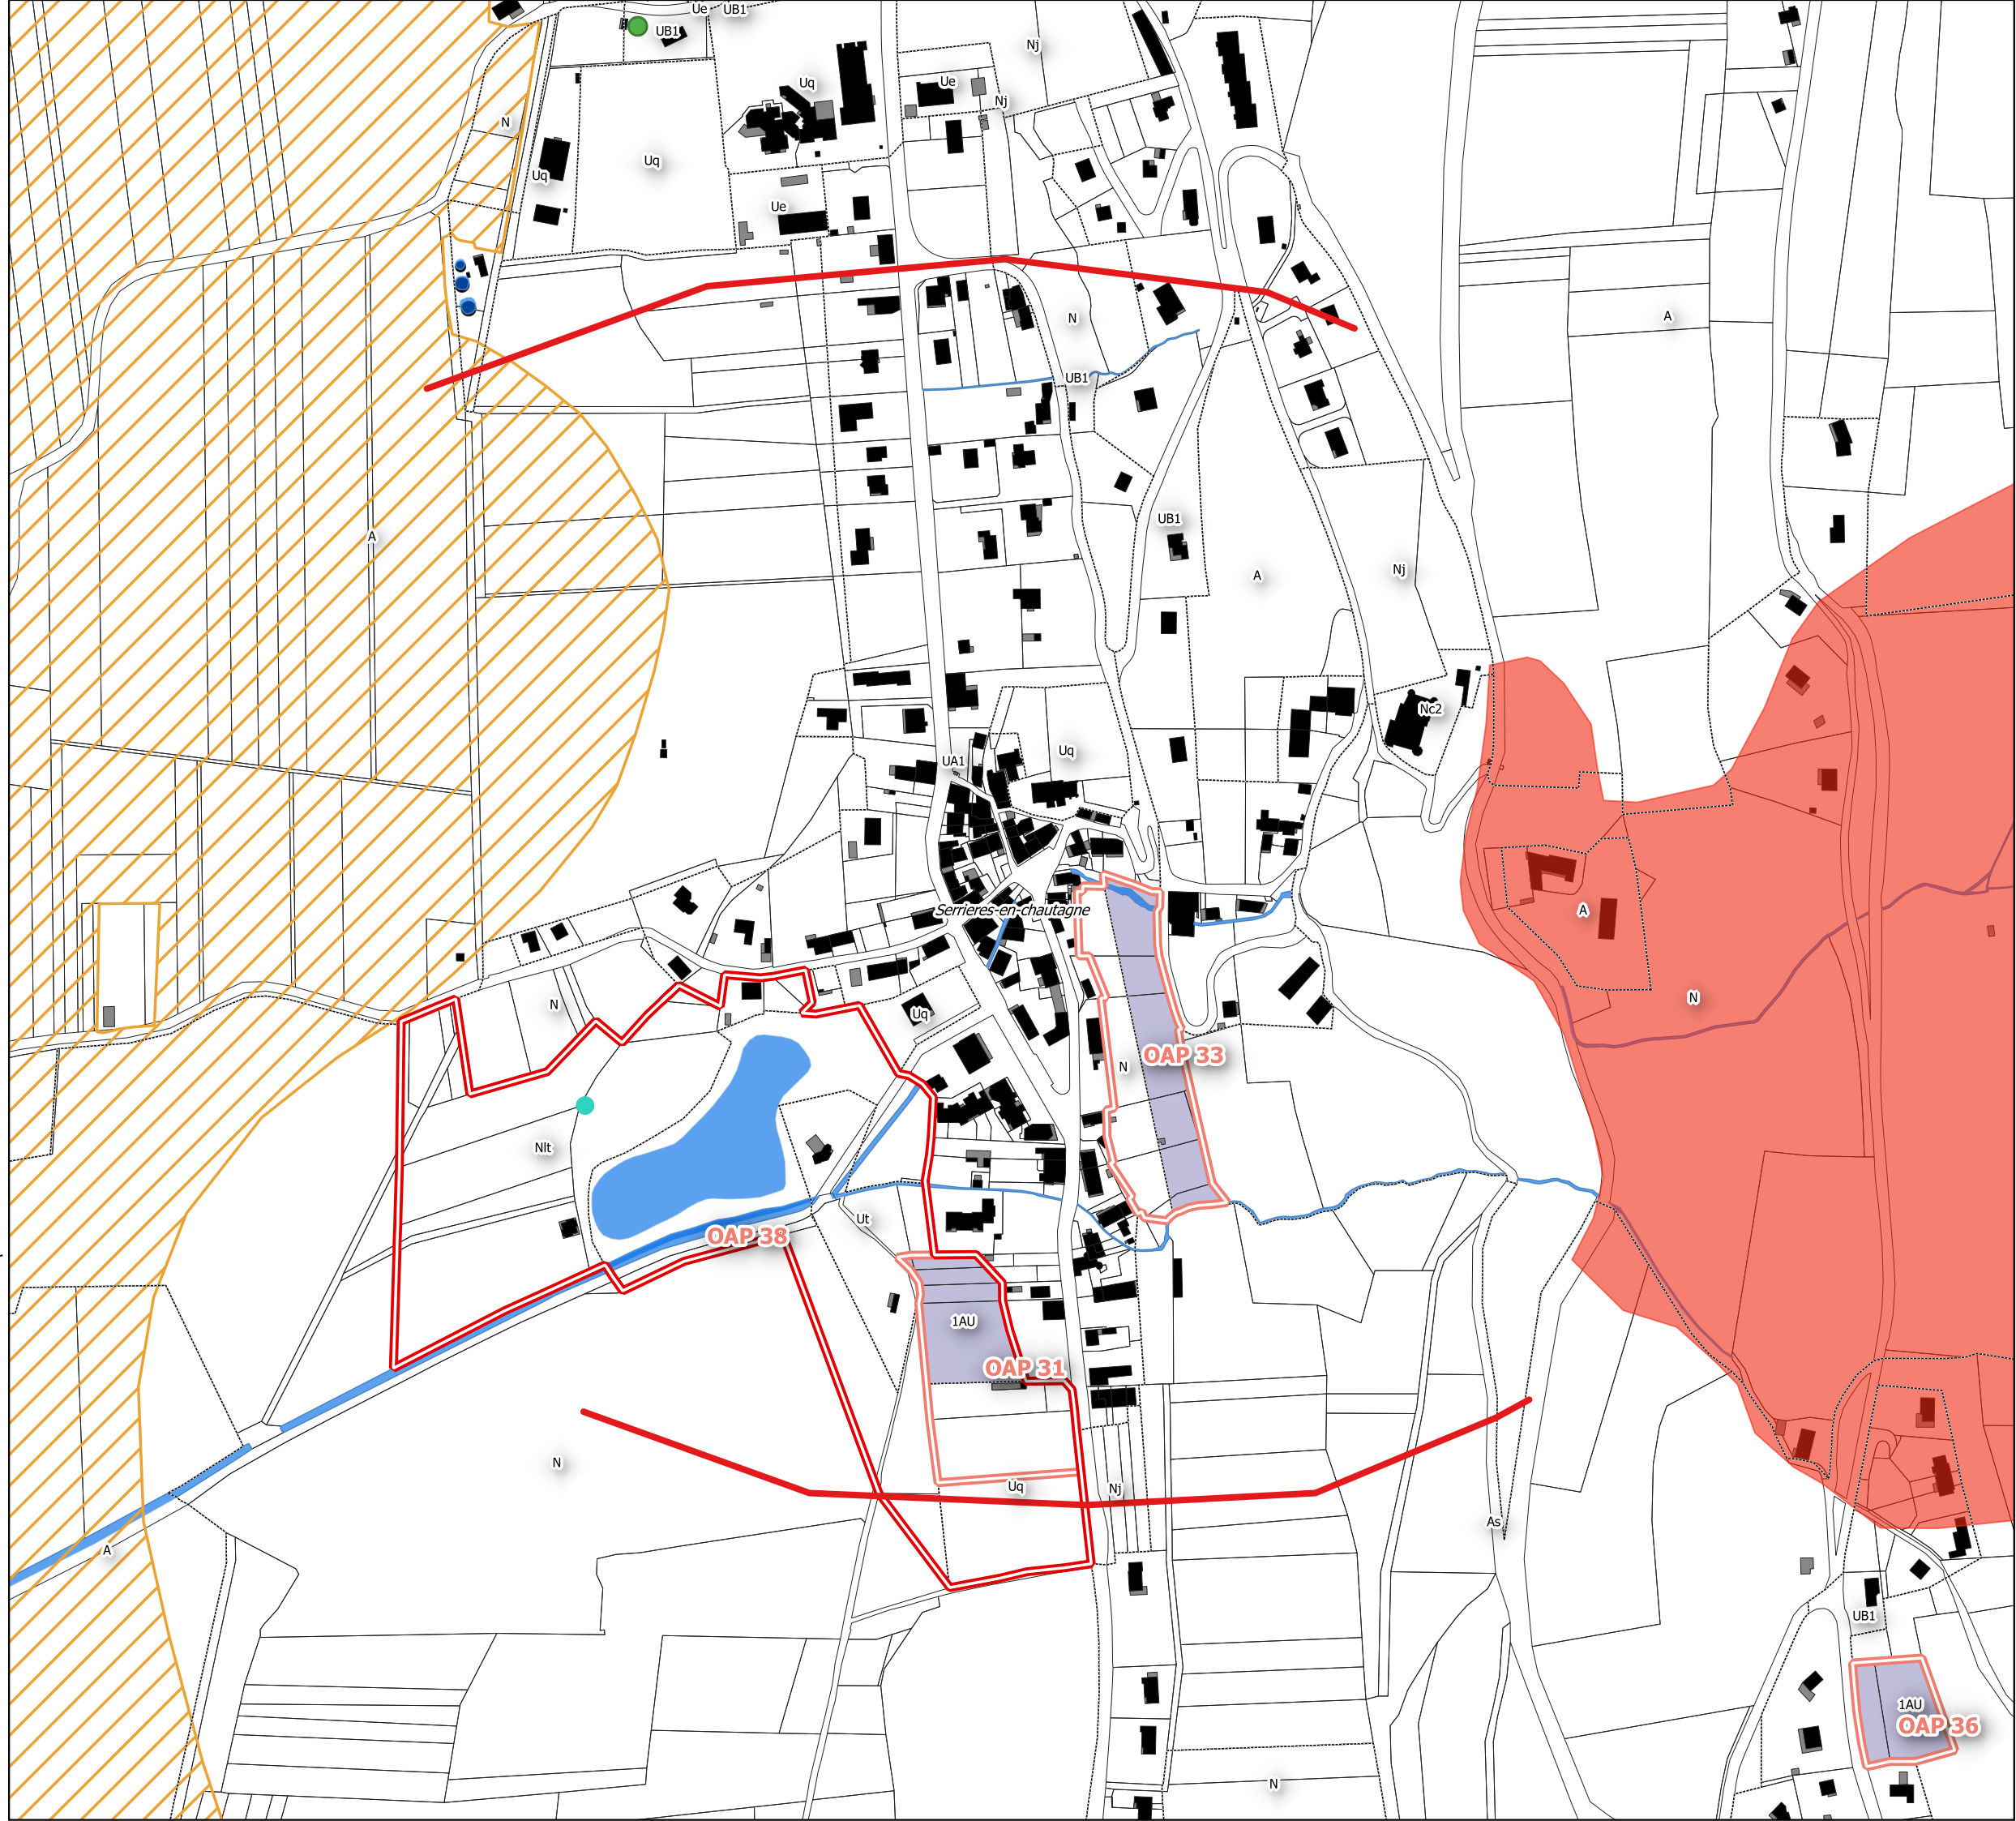 Ue
UB1
UB1
Nj
Uq
Ue
Nj
N
Uq
Uq
Ue
N
A
UB1
UB1
A
A
Nj
Nc2
Uq
UA1
Serrieres-en-chautagne
A
N
N
Uq
OAP 33
N
Nlt
Ut
OAP 38
1AU
OAP 31
N
Uq
Nj
As
A
UB1
1AU
OAP 36
N